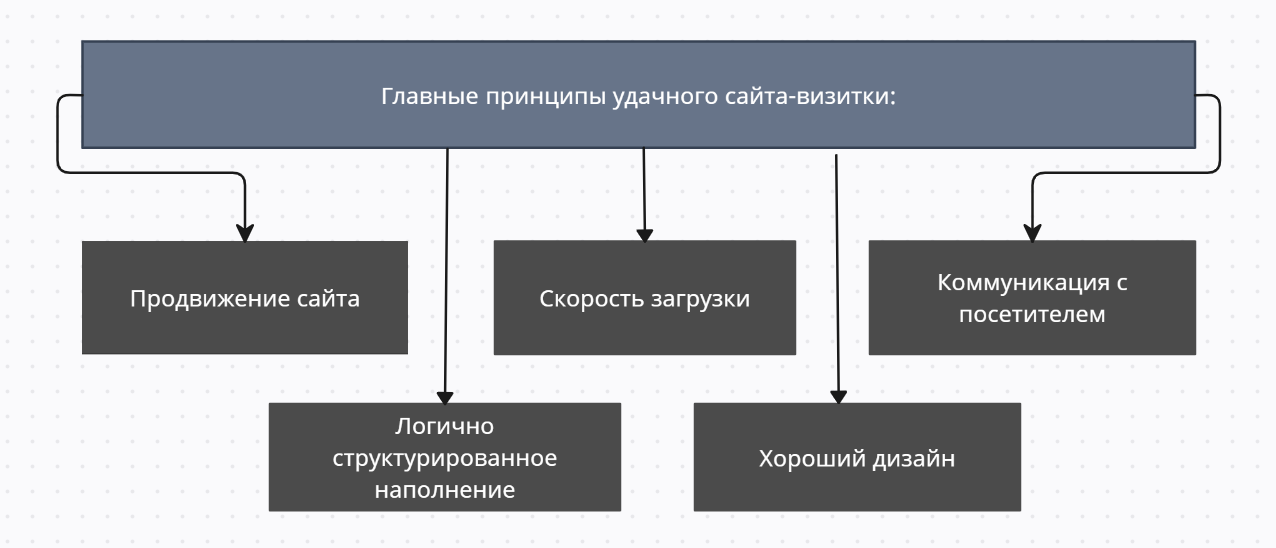 Главные принципы удачного сайта-визитки:
Продвижение сайта
Скорость загрузки
Коммуникация с
посетителем
Логично
структурированное
наполнение
Хороший дизайн